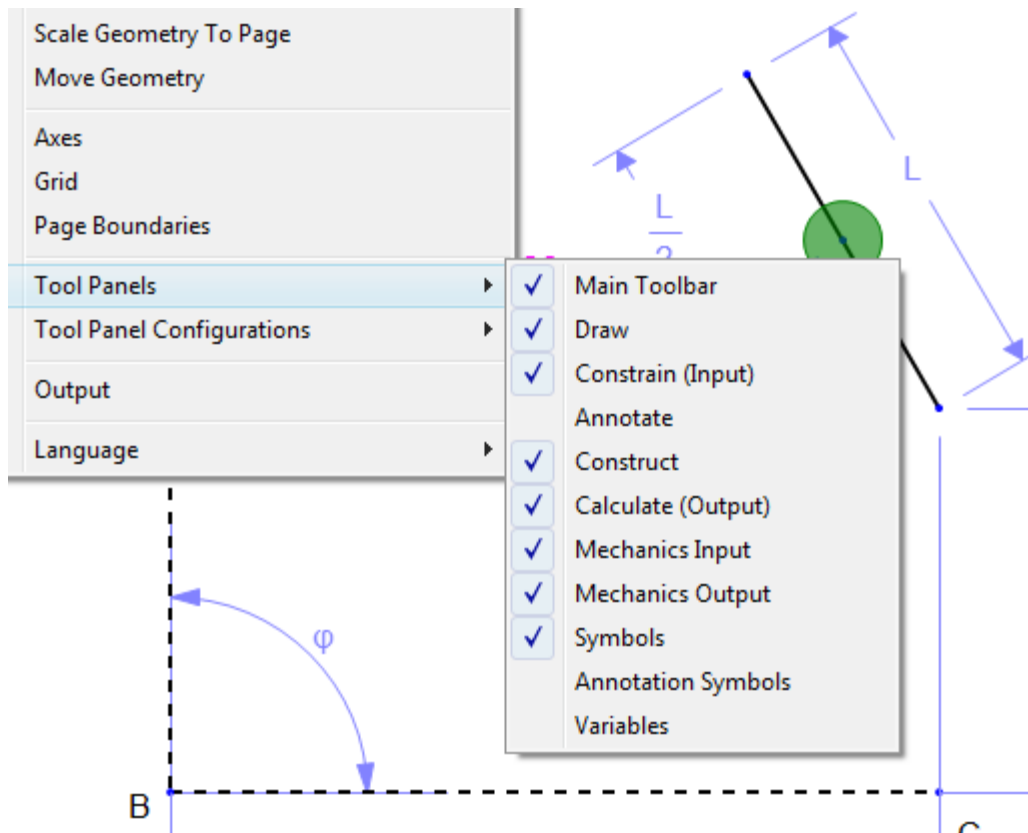 Scale Geometry To Page
Move Geometry
Axes
Grid
Page Boundaries
Tool Panels
Tool Panel Configurations
Output
Language
Main Toolbar
Draw
Constrain (Input)
Annotate
Construct
Calculate (Output)
Mechanics Input
Mechanics Output
Symbols
Annotation Symbols
Variables
L
L
φ
B